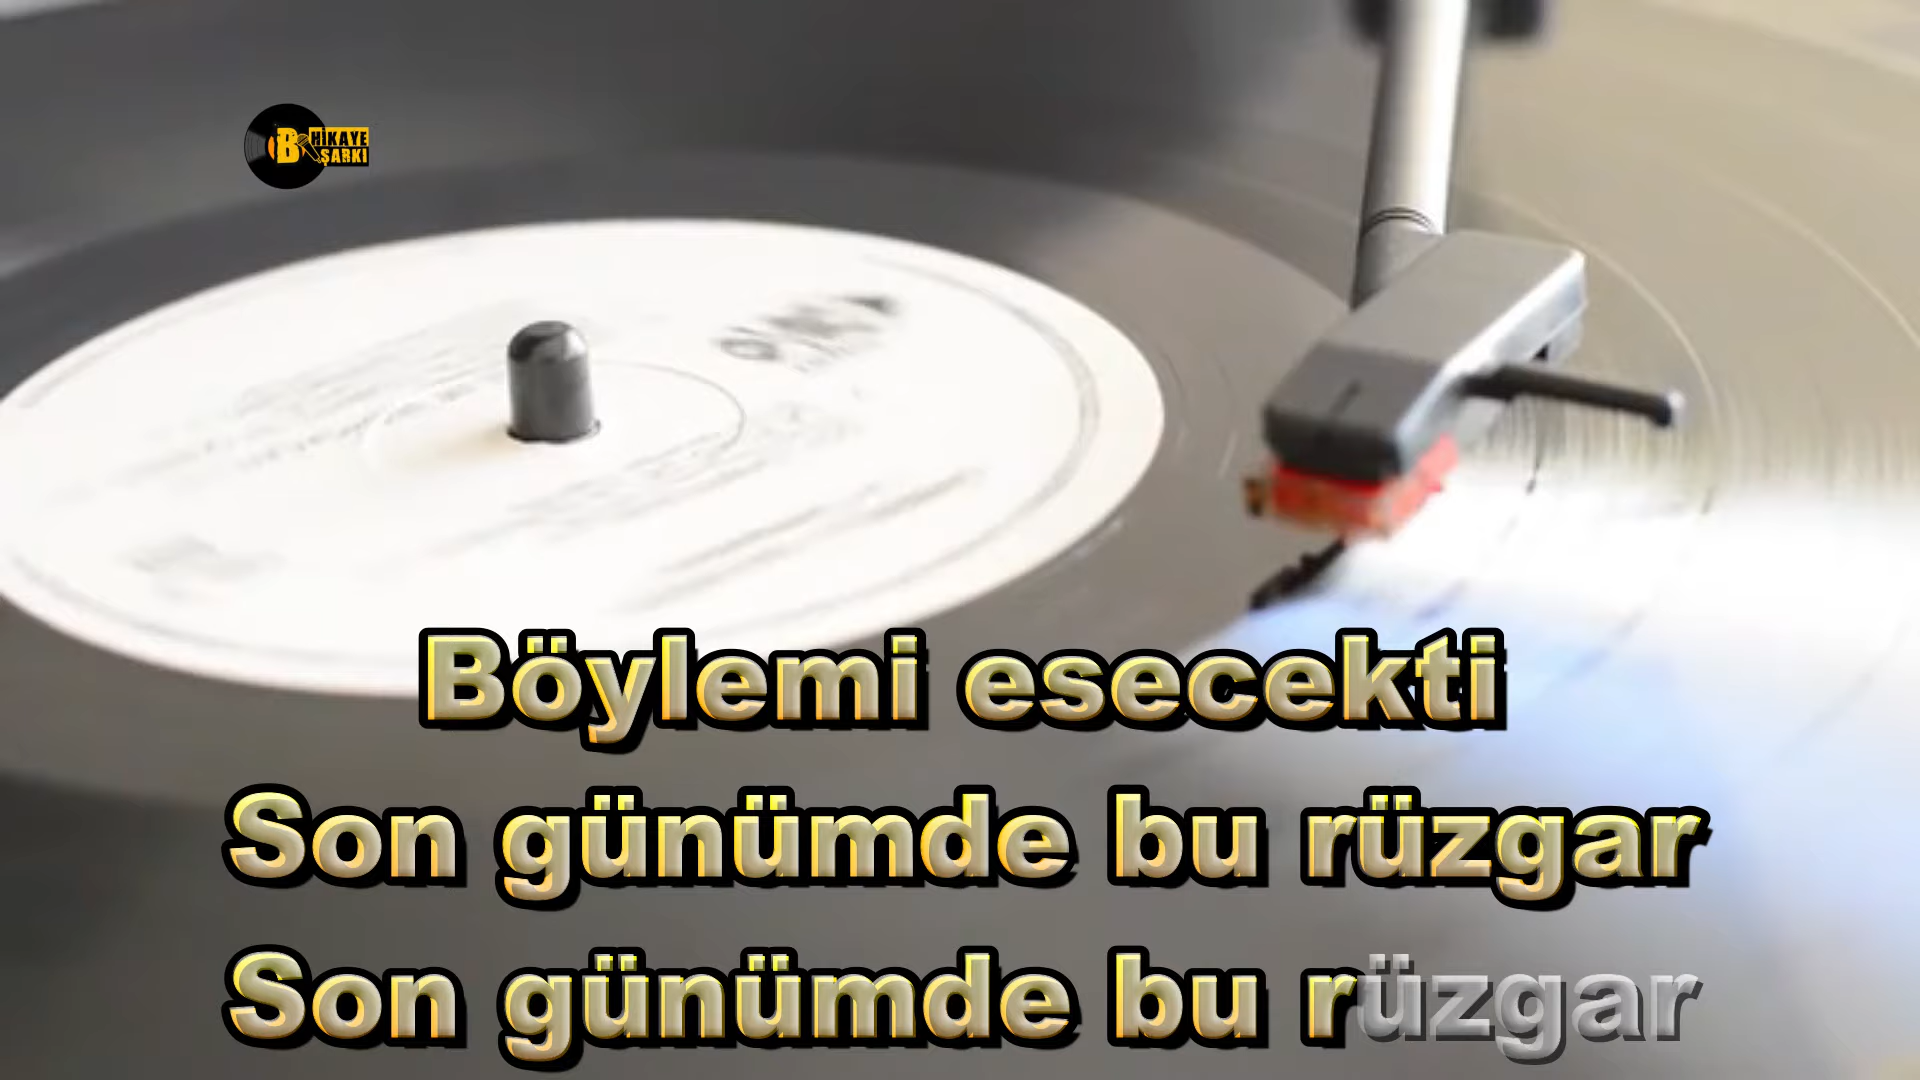 B HİKAYE
ŞARKI
Böylemi esecekti
Son günümde bu rüzgar
Son günümde bu rüzgar